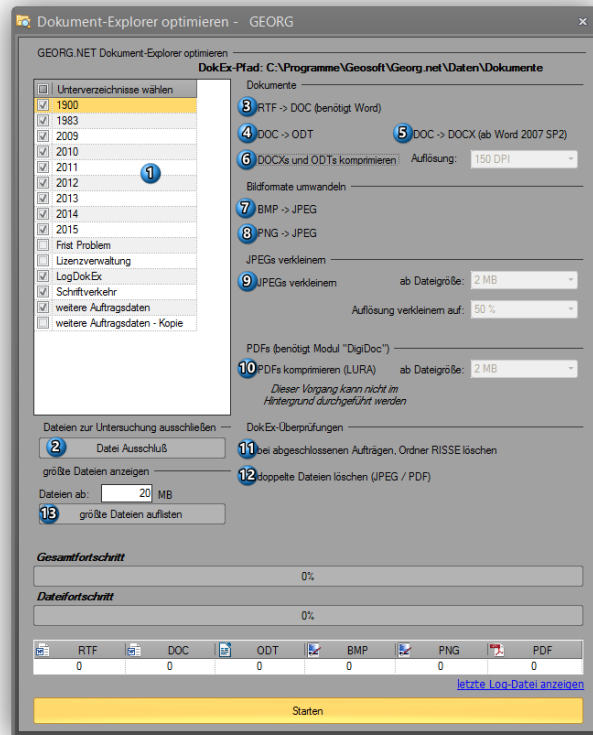 Dokument-Explorer optimieren - GEORG
GEORG.NET Dokument-Explorer optimieren
DokEx-Pfad: C:\Programme\Geosoft\Georg.net\Daten\Dokumente
Unterverzeichnisse wählen
1900
1983
2009
2010
2011
1
2012
2013
2014
2015
Frist Problem
Lizenzverwaltung
LogDokEx
Schriftverkehr
weitere Auftragsdaten
weitere Auftragsdaten - Kopie
Dokumente
3 RTF -> DOC (benötigt Word)
4 DOC -> ODT
5 DOC -> DOCX (ab Word 2007 SP2)
6 DOCXs und ODTs komprimieren Auflösung: 150 DPI
Bildformate umwandeln
7 BMP -> JPEG
8 PNG -> JPEG
JPEGs verkleinern
9 JPEGs verkleinern ab Dateigröße: 2 MB
Auflösung verkleinern auf: 50 %
PDFs (benötigt Modul "DigiDoc")
10 PDFs komprimieren (LURA) ab Dateigröße: 2 MB
Dieser Vorgang kann nicht im
Hintergrund durchgeführt werden
Dateien zur Untersuchung ausschließen
2 Datei Ausschluß
größte Dateien anzeigen
Dateien ab: 20 MB
13 größte Dateien auflisten
DokEx-Überprüfungen
11 bei abgeschlossenen Aufträgen, Ordner RISSE löschen
12 doppelte Dateien löschen (JPEG / PDF)
Gesamtfortschritt
0%
Dateifortschritt
0%
RTF DOC ODT BMP PNG PDF
0 0 0 0 0 0
letzte Log-Datei anzeigen
Starten